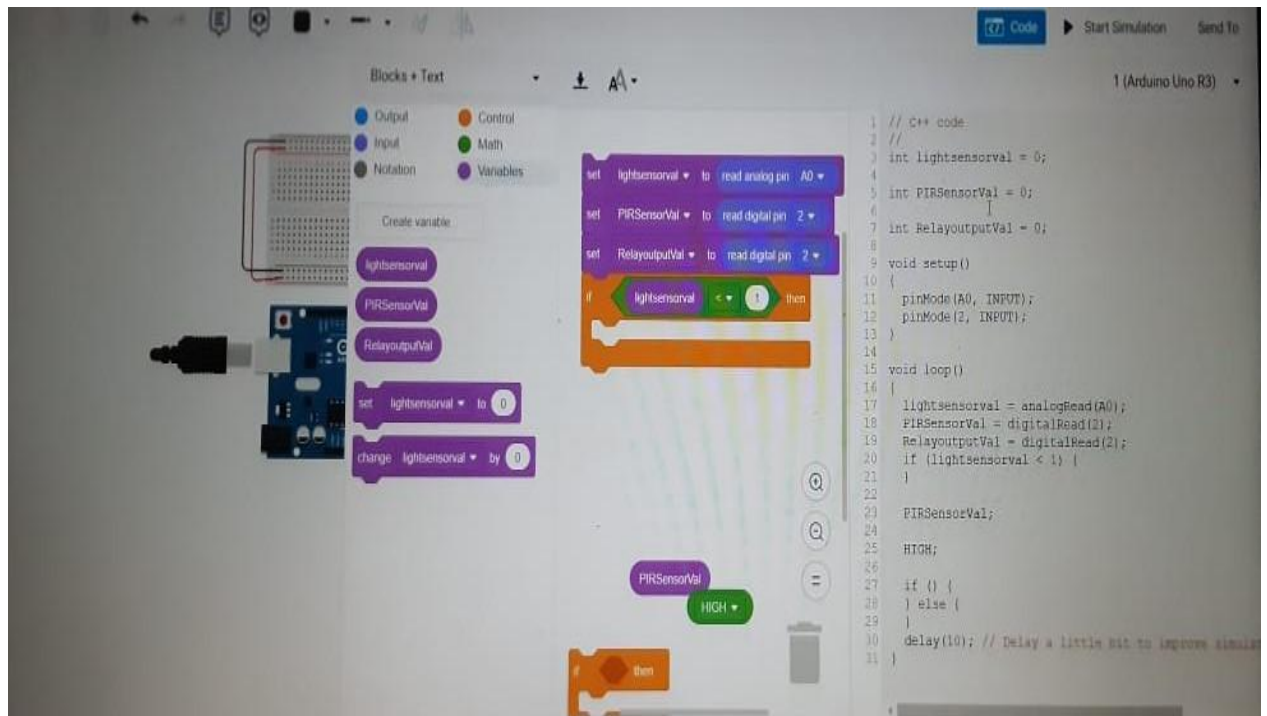 Code
Start Simulation
Send To
Blocks + Text
AA
1 (Arduino Uno R3)
Output
Control
Input
Math
Notation
Variables
Create variable
lightsensorval
PIRSensorVal
RelayoutputVal
set lightsensorval to 0
change lightsensorval by 0
set lightsensorval to read analog pin A0
set PIRSensorVal to read digital pin 2
set RelayoutputVal to read digital pin 2
if lightsensorval < 1 then
PIRSensorVal
HIGH
if then
1 // C++ code
2 //
3 int lightsensorval = 0;
4
5 int PIRSensorVal = 0;
6
7 int RelayoutputVal = 0;
8
9 void setup()
10 {
11 pinMode(A0, INPUT);
12 pinMode(2, INPUT);
13 }
14
15 void loop()
16 {
17 lightsensorval = analogRead(A0);
18 PIRSensorVal = digitalRead(2);
19 RelayoutputVal = digitalRead(2);
20 if (lightsensorval < 1) {
21 }
22
23 PIRSensorVal;
24
25 HIGH;
26
27 if () {
28 } else {
29 }
30 delay(10); // Delay a little bit to improve simulat
31 }